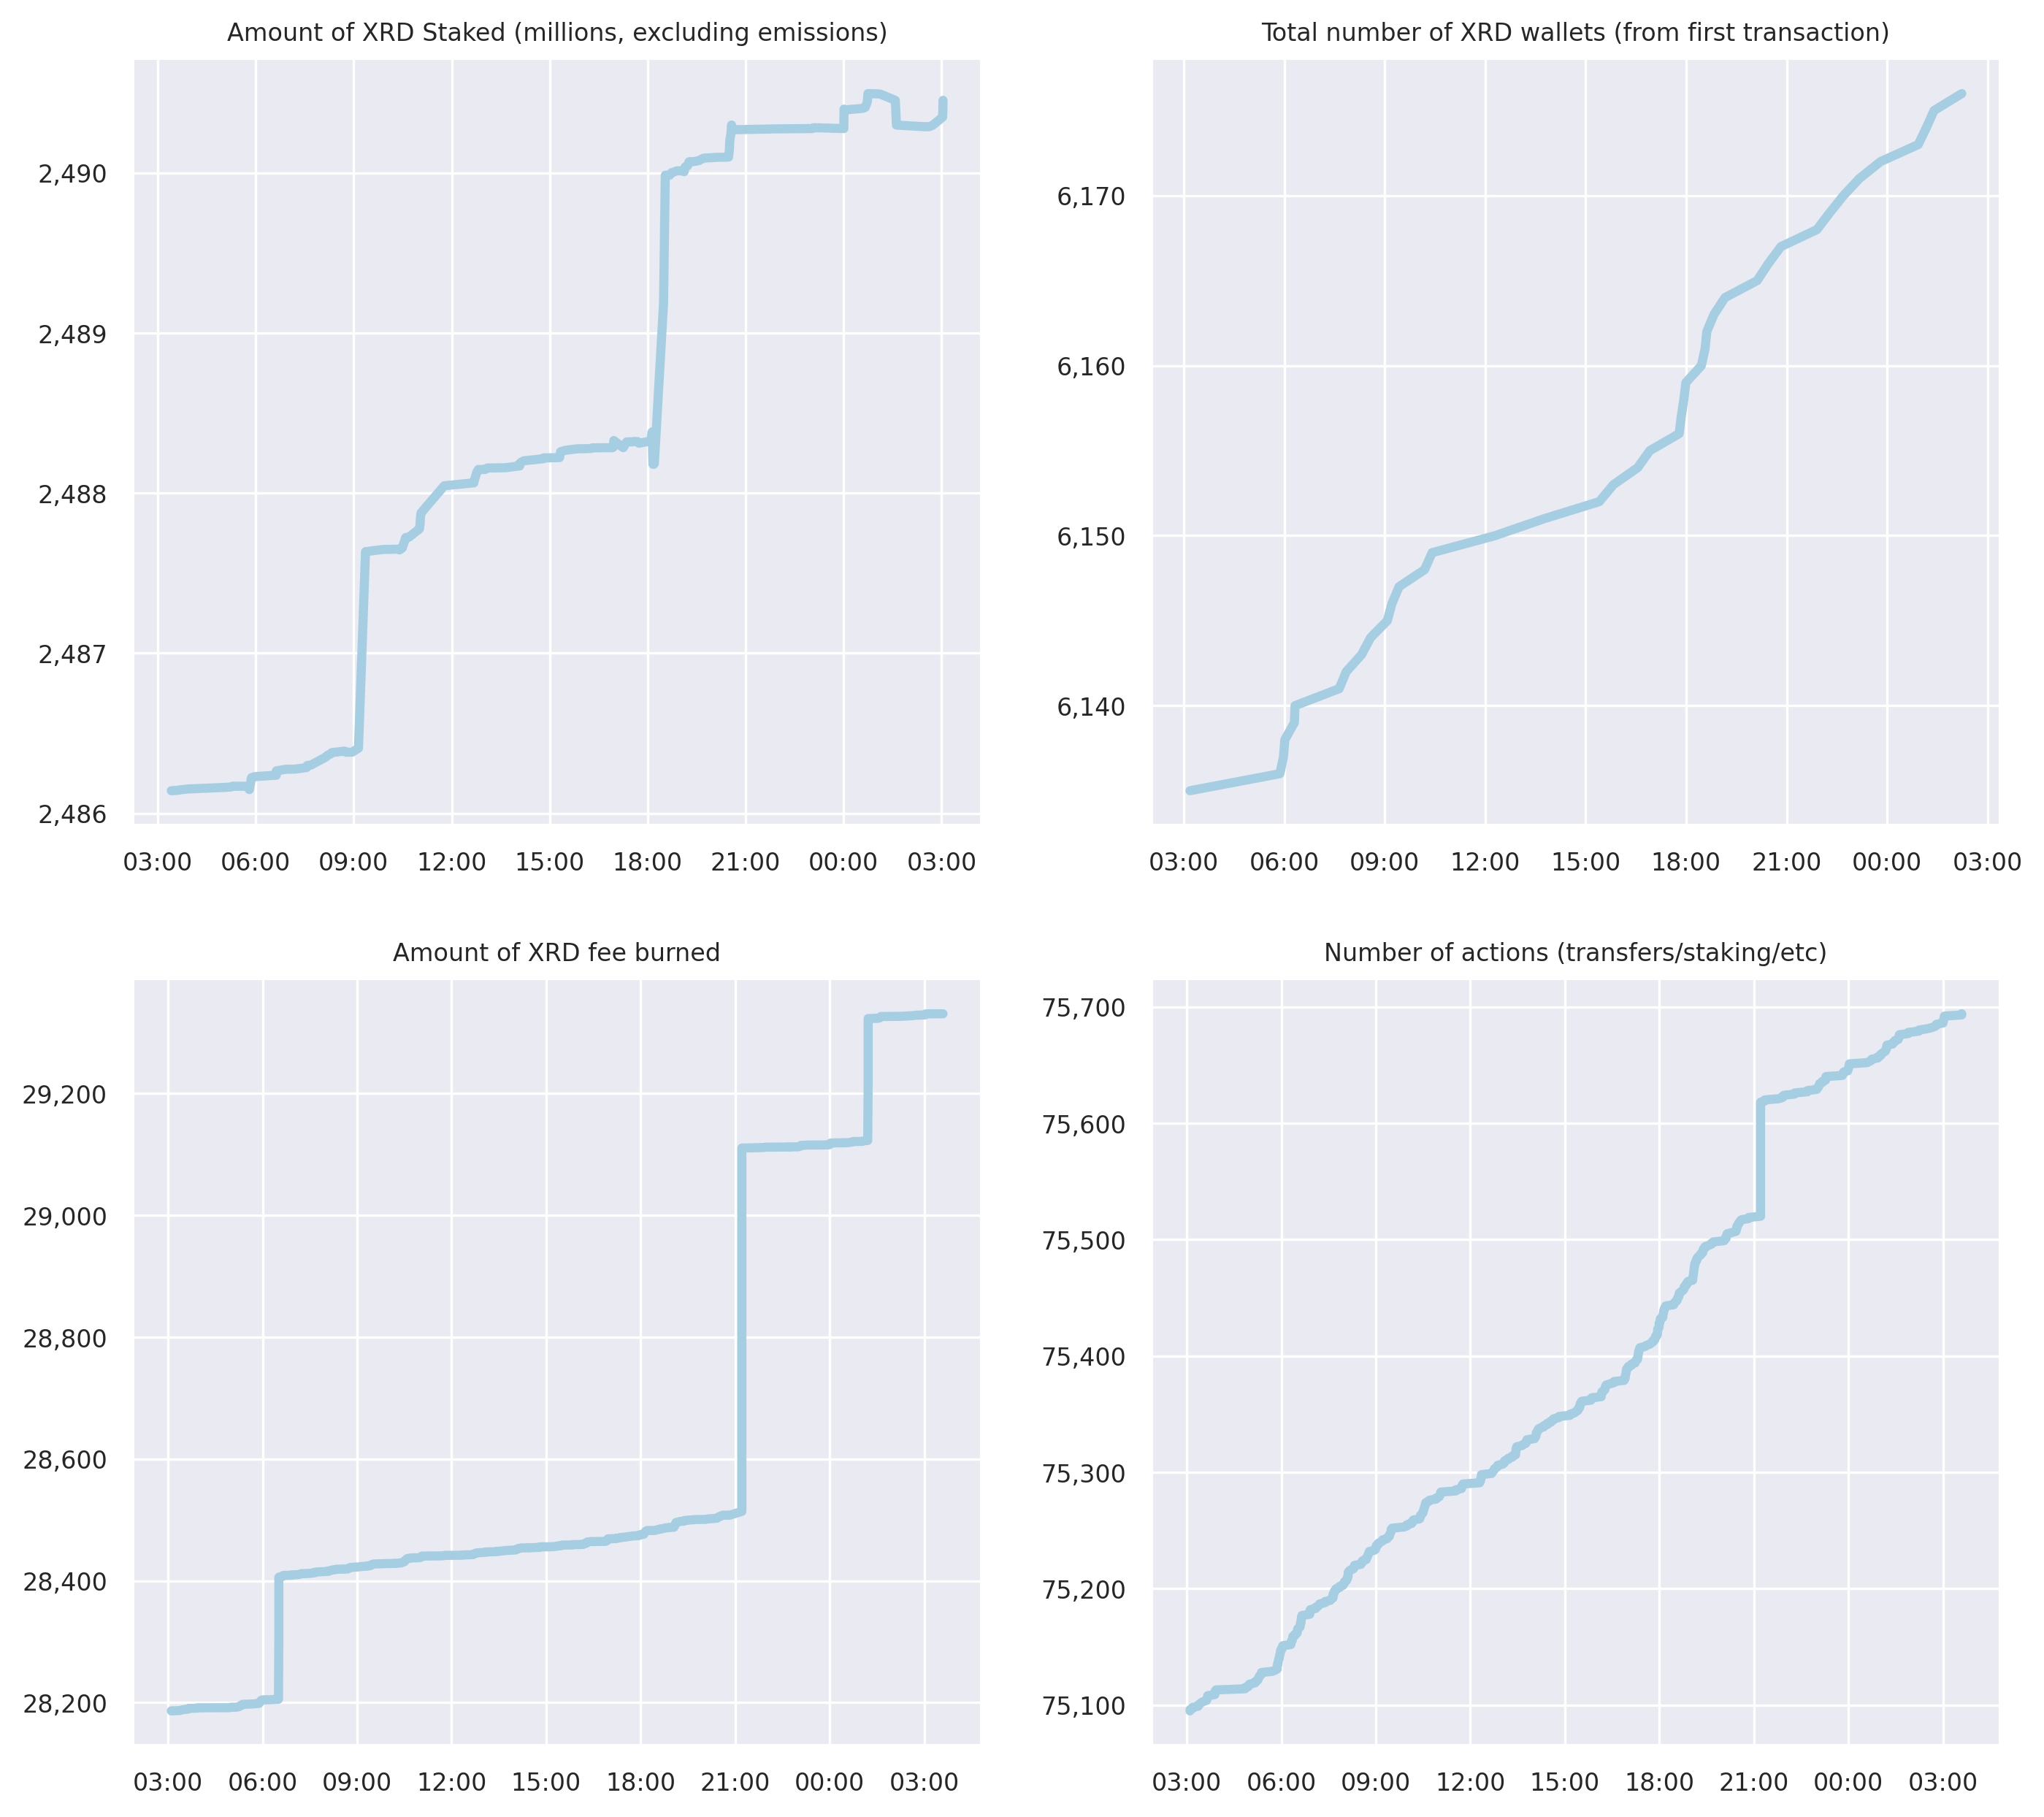 Amount of XRD Staked (millions, excluding emissions)
2,490
2,489
2,488
2,487
2,486
03:00 06:00 09:00 12:00 15:00 18:00 21:00 00:00 03:00
Total number of XRD wallets (from first transaction)
6,170
6,160
6,150
6,140
03:00 06:00 09:00 12:00 15:00 18:00 21:00 00:00 03:00
Amount of XRD fee burned
29,200
29,000
28,800
28,600
28,400
28,200
03:00 06:00 09:00 12:00 15:00 18:00 21:00 00:00 03:00
Number of actions (transfers/staking/etc)
75,700
75,600
75,500
75,400
75,300
75,200
75,100
03:00 06:00 09:00 12:00 15:00 18:00 21:00 00:00 03:00